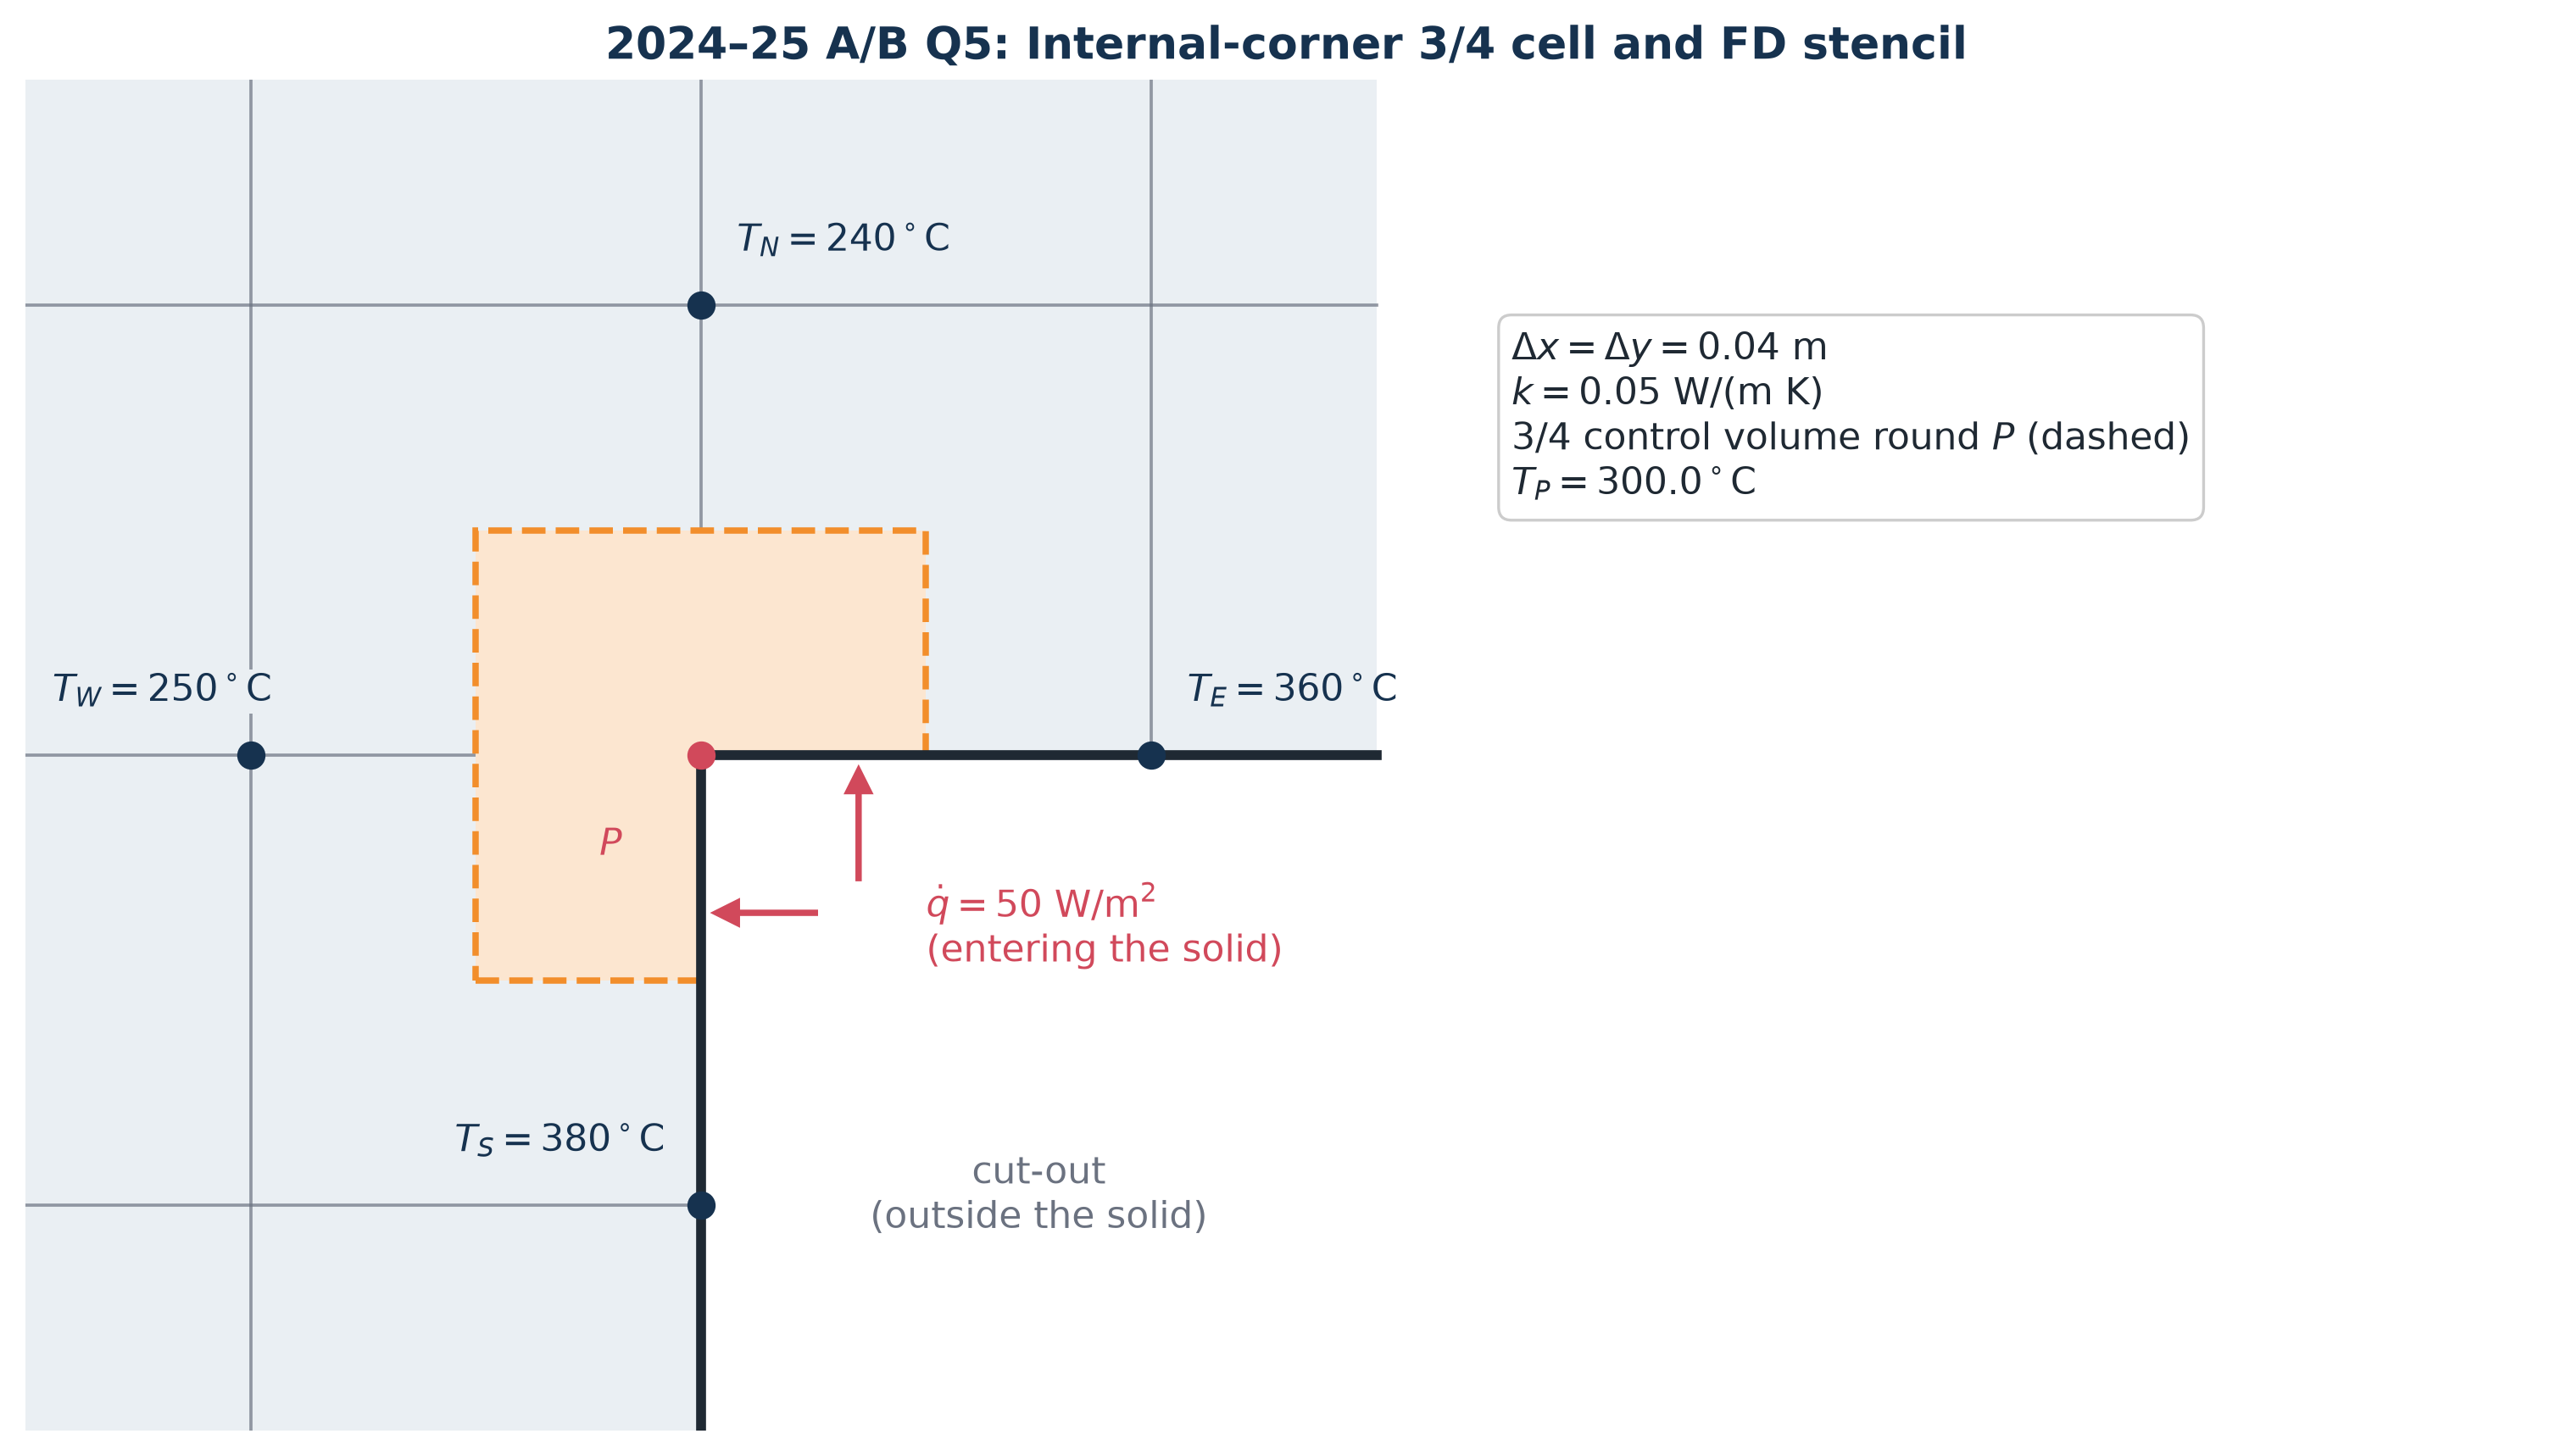 2024–25 A/B Q5: Internal-corner 3/4 cell and FD stencil
T_N = 240°C
Δx = Δy = 0.04 m
k = 0.05 W/(m K)
3/4 control volume round P (dashed)
T_P = 300.0°C
T_W = 250°C
T_E = 360°C
P
q̇ = 50 W/m²
(entering the solid)
T_S = 380°C
cut-out
(outside the solid)